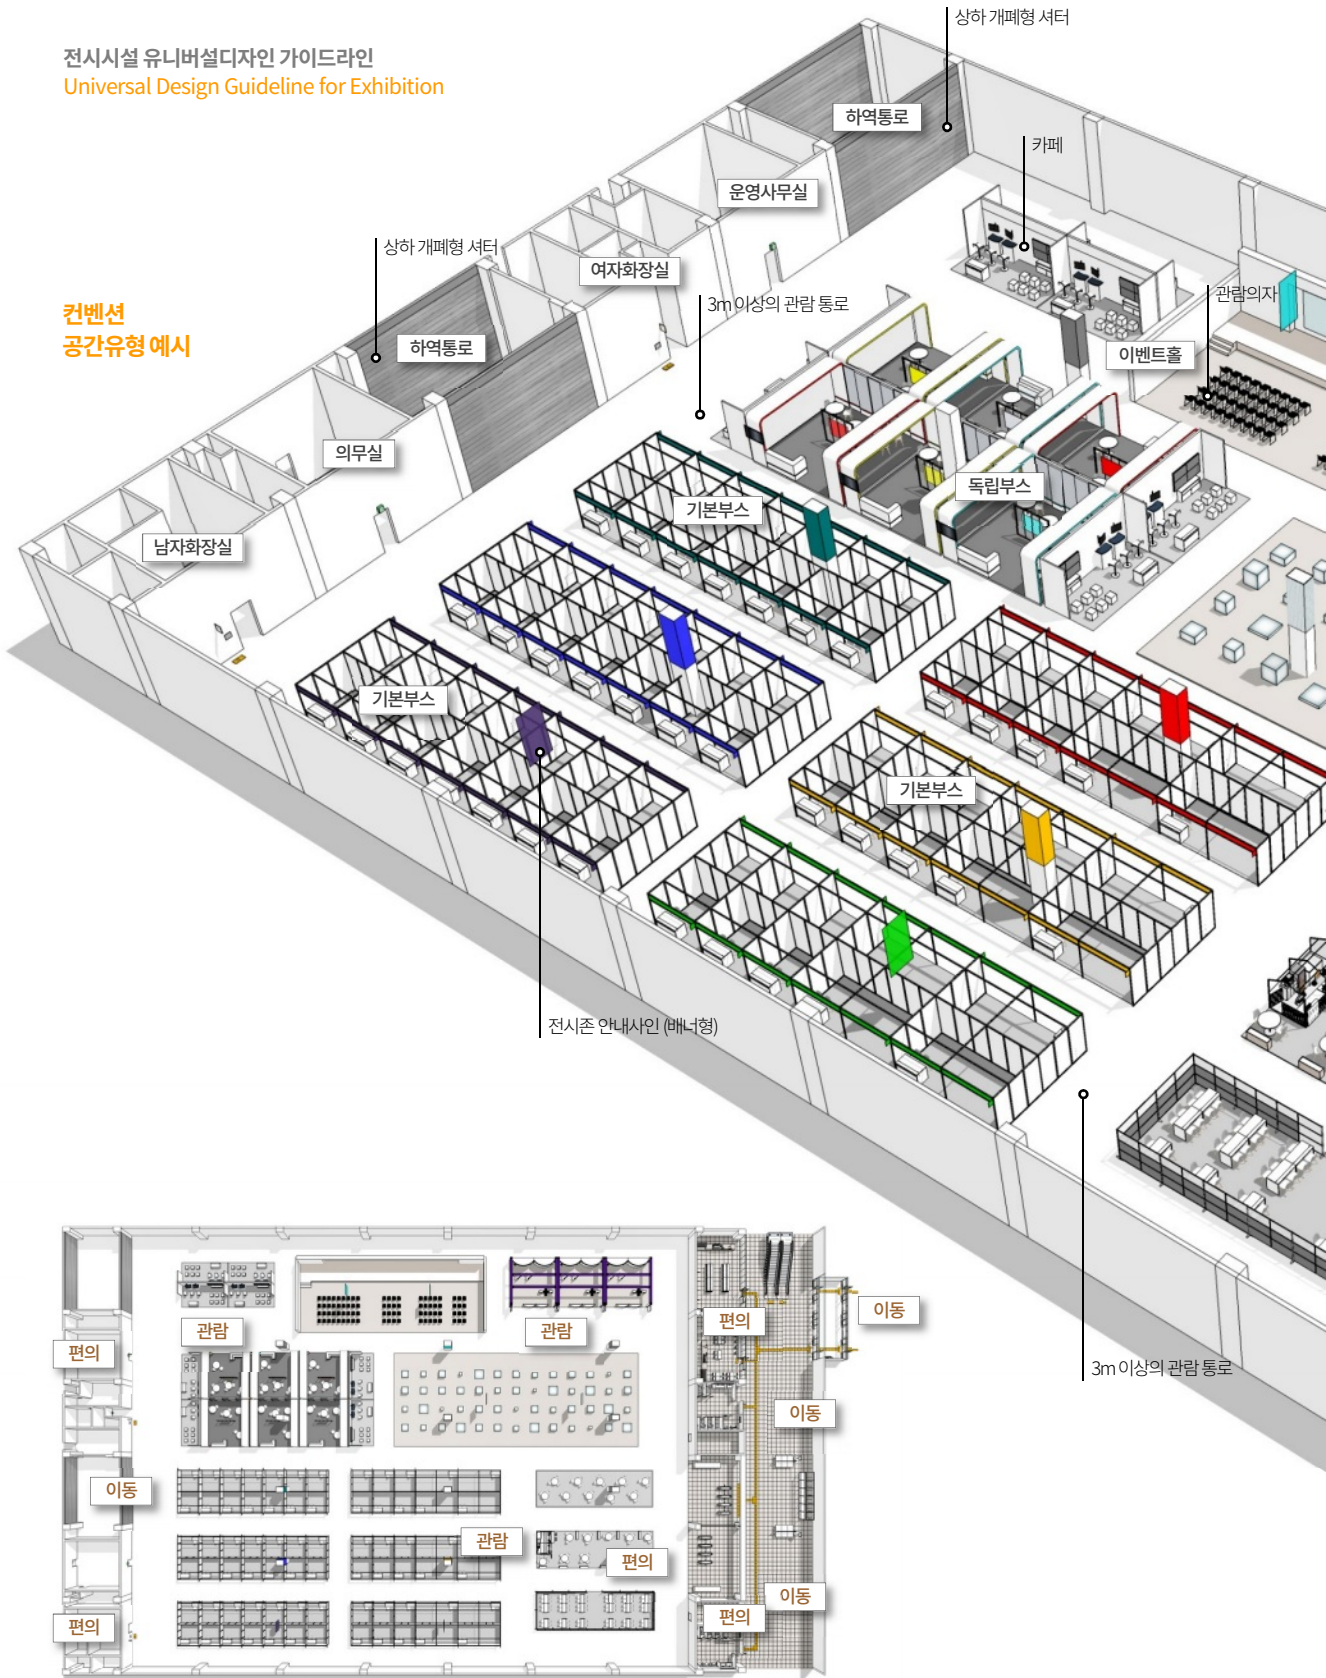 전시시설 유니버설디자인 가이드라인
Universal Design Guideline for Exhibition
컨벤션
공간유형 예시
상하 개폐형 셔터
하역통로
카페
운영사무실
상하 개폐형 셔터
여자화장실
3m 이상의 관람 통로
관람의자
하역통로
이벤트홀
의무실
독립부스
기본부스
남자화장실
기본부스
기본부스
전시존 안내사인 (배너형)
3m 이상의 관람 통로
이동
편의
관람
관람
편의
이동
이동
관람
편의
이동
편의
편의